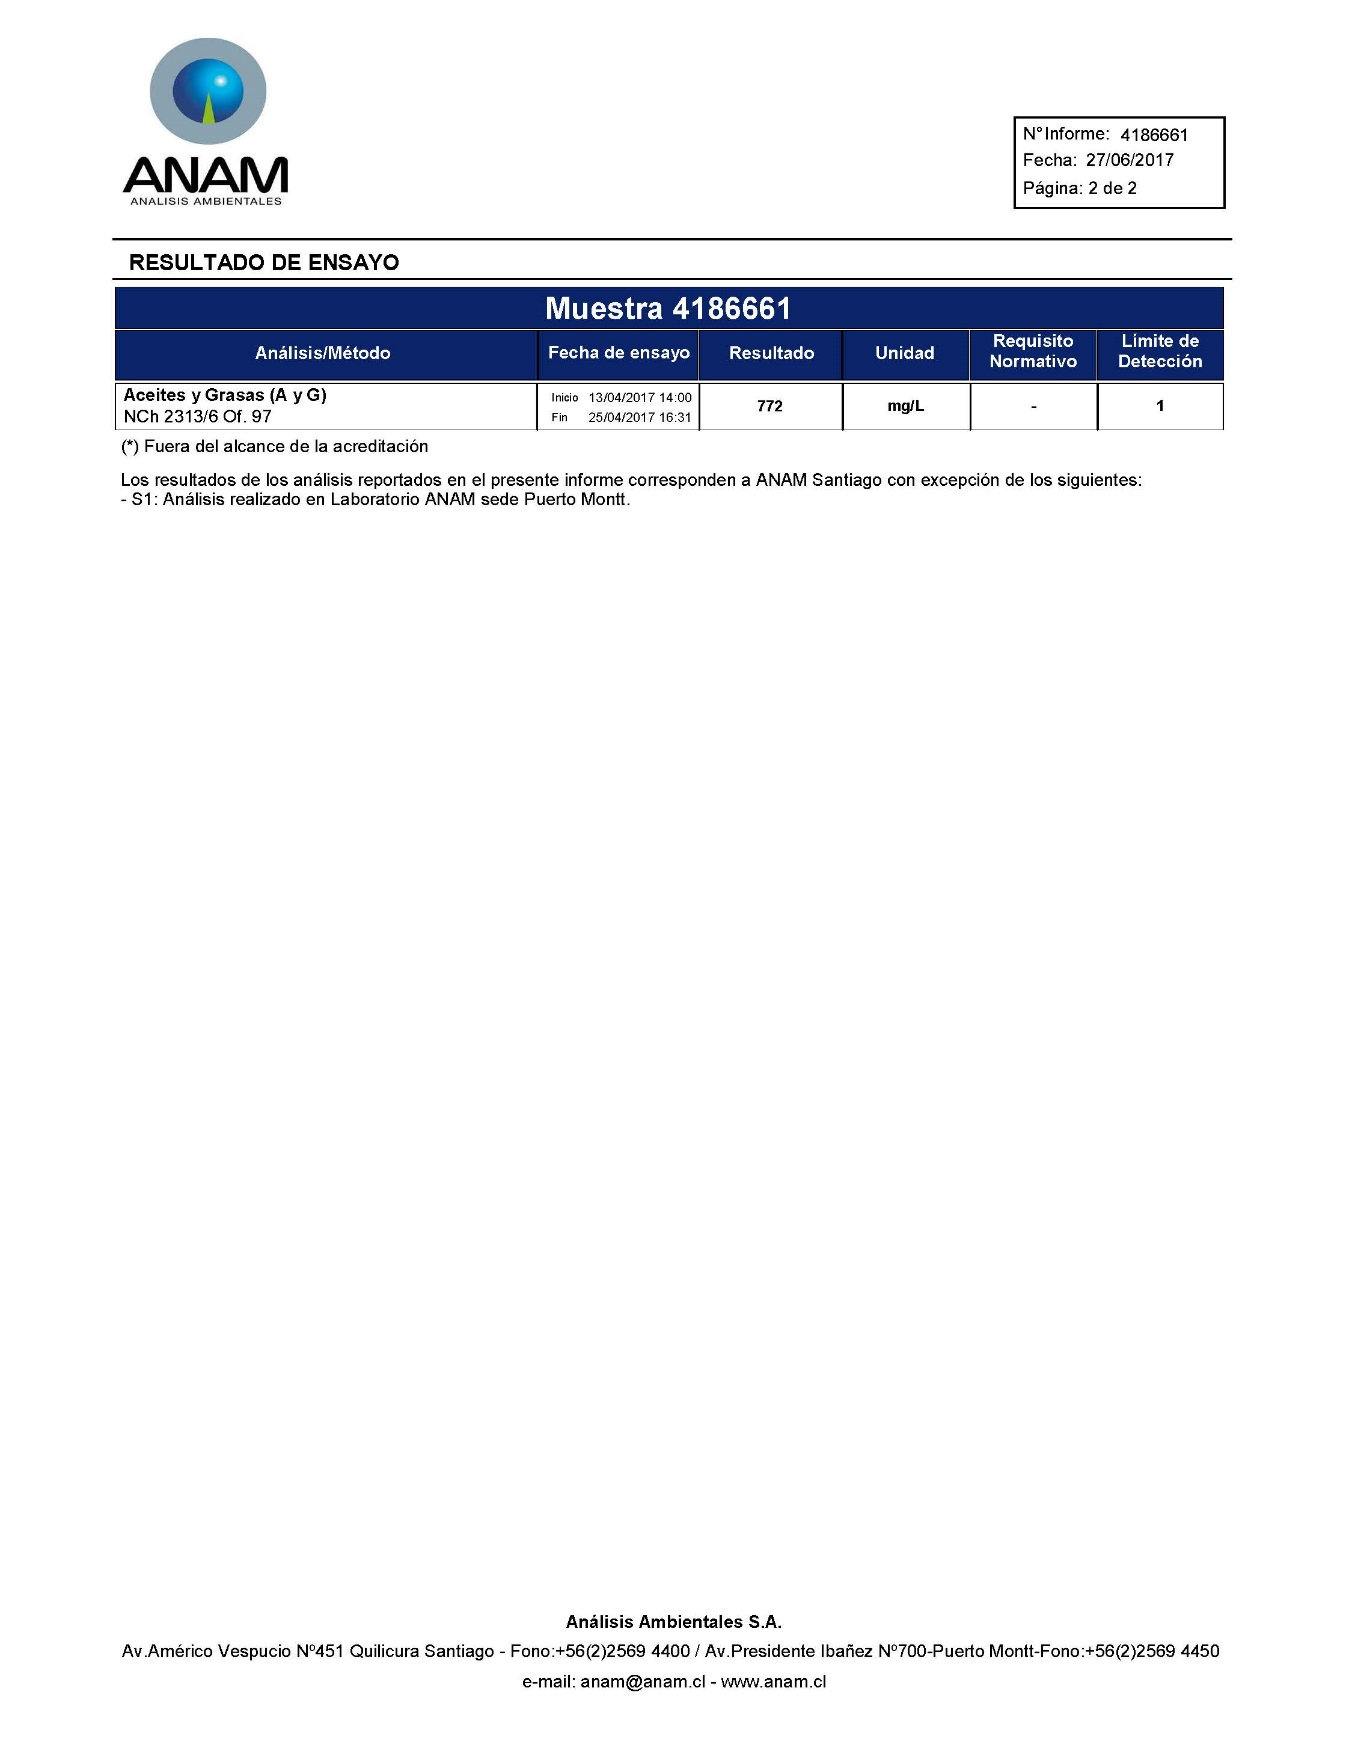 ANAM
ANALISIS AMBIENTALES
N°Informe: 4186661
Fecha: 27/06/2017
Página: 2 de 2
RESULTADO DE ENSAYO
Muestra 4186661
Análisis/Método Fecha de ensayo Resultado Unidad Requisito Normativo Límite de Detección
Aceites y Grasas (A y G) Inicio 13/04/2017 14:00 772 mg/L - 1
NCh 2313/6 Of. 97 Fin 25/04/2017 16:31
(*) Fuera del alcance de la acreditación
Los resultados de los análisis reportados en el presente informe corresponden a ANAM Santiago con excepción de los siguientes:
- S1: Análisis realizado en Laboratorio ANAM sede Puerto Montt.
Análisis Ambientales S.A.
Av.Américo Vespucio Nº451 Quilicura Santiago - Fono:+56(2)2569 4400 / Av.Presidente Ibañez Nº700-Puerto Montt-Fono:+56(2)2569 4450
e-mail: anam@anam.cl - www.anam.cl